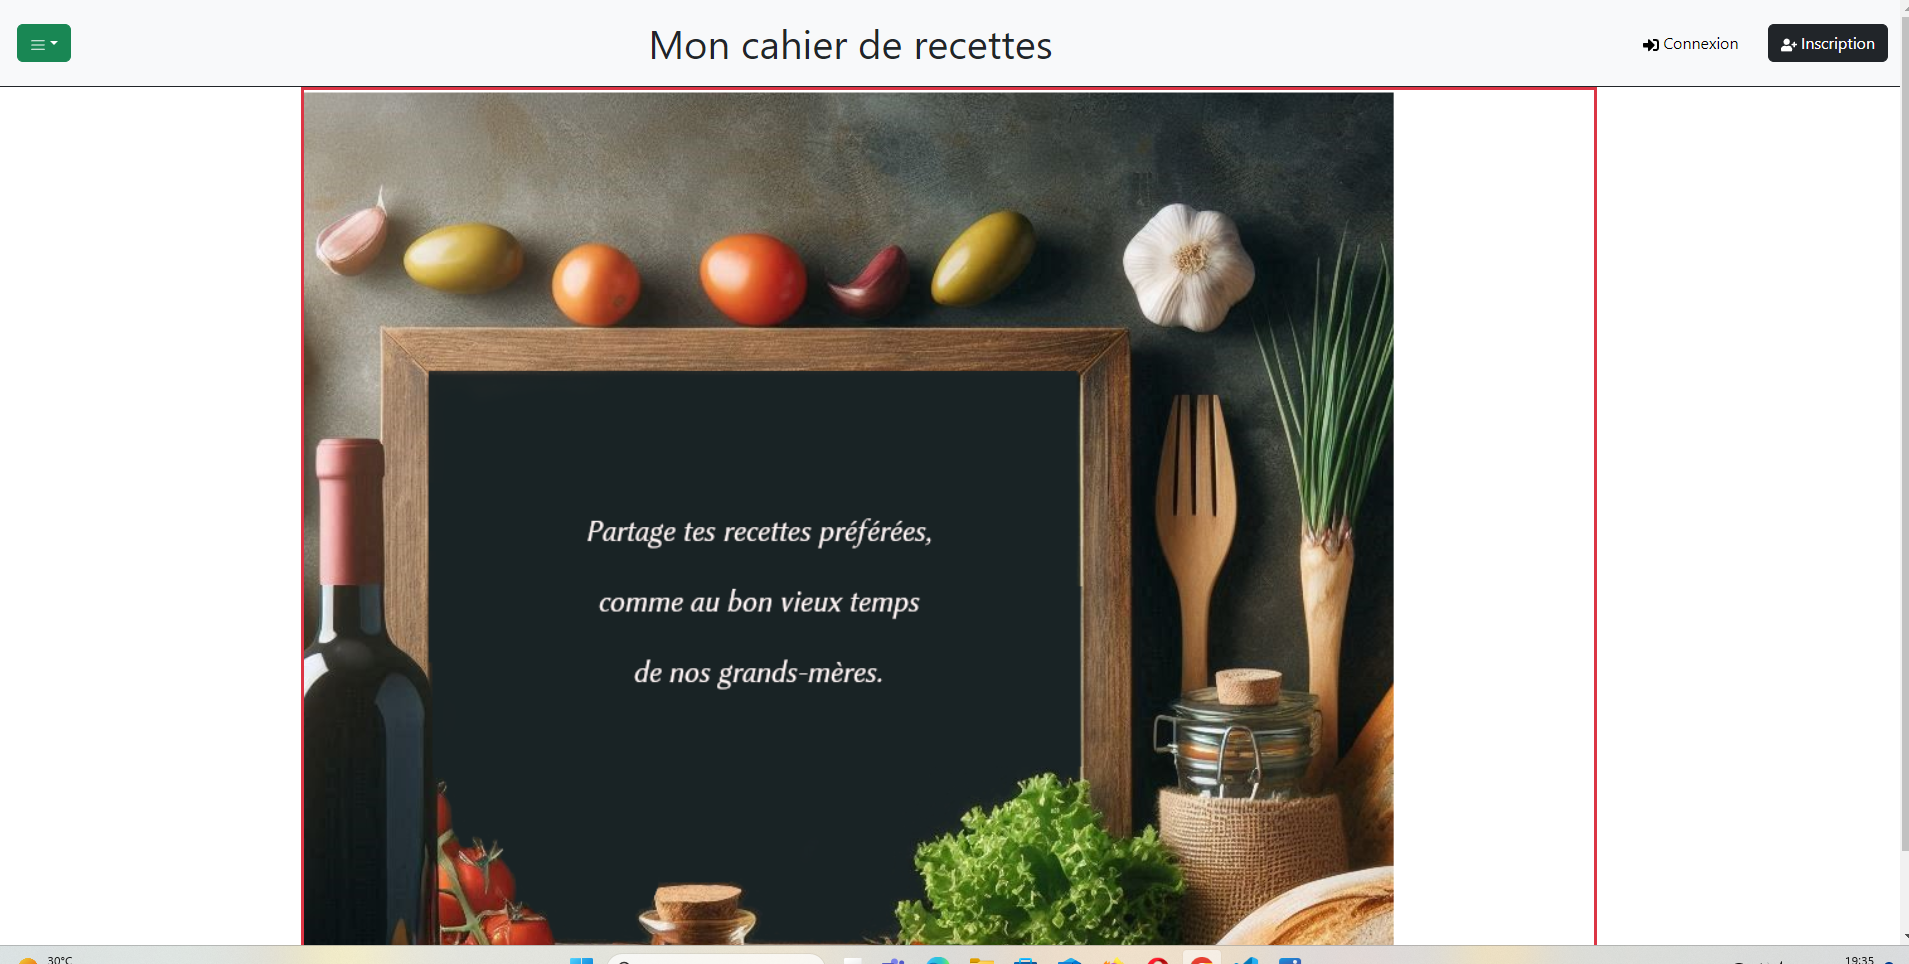 Mon cahier de recettes
Connexion
Inscription
Partage tes recettes préférées,
comme au bon vieux temps
de nos grands-mères.
30°C
19:35